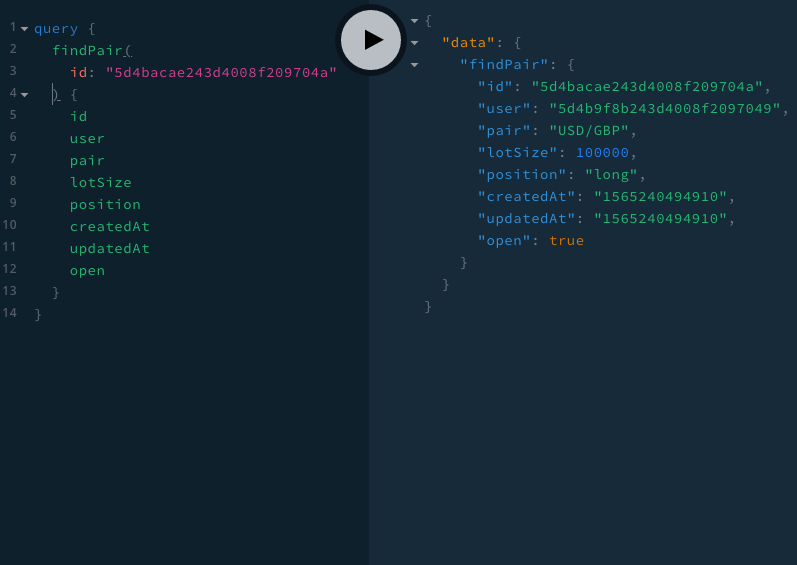 1 query {
2 findPair(
3 id: "5d4bacae243d4008f209704a"
4 ) {
5 id
6 user
7 pair
8 lotSize
9 position
10 createdAt
11 updatedAt
12 open
13 }
14 }
{
"data": {
"findPair": {
"id": "5d4bacae243d4008f209704a",
"user": "5d4b9f8b243d4008f2097049",
"pair": "USD/GBP",
"lotSize": 100000,
"position": "long",
"createdAt": "1565240494910",
"updatedAt": "1565240494910",
"open": true
}
}
}